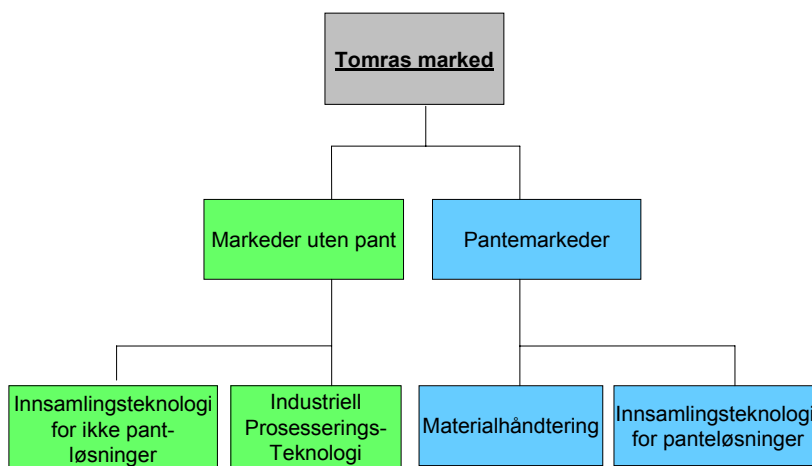 Tomras marked
Markeder uten pant
Pantemarkeder
Innsamlingsteknologi
for ikke pant-
løsninger
Industriell
Prosesserings-
Teknologi
Materialhåndtering
Innsamlingsteknologi
for panteløsninger